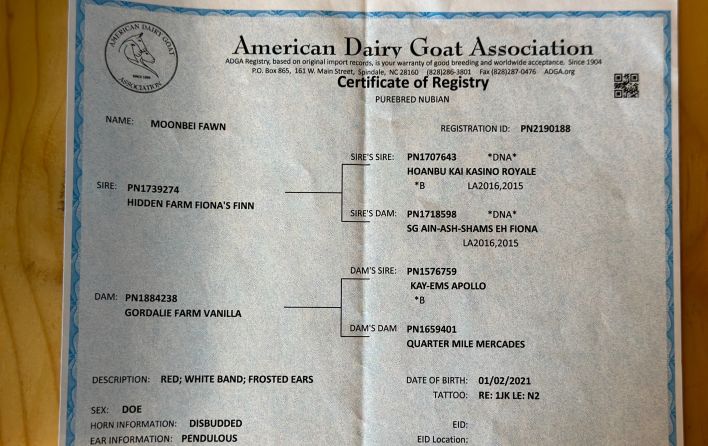 AMERICAN DAIRY GOAT
SINCE 1904
ASSOCIATION
American Dairy Goat Association
ADGA Registry, based on original import records, is your warranty of good breeding and worldwide acceptance. Since 1904
P.O. Box 865, 161 W. Main Street, Spindale, NC 28160 (828)286-3801 Fax (828)287-0476 ADGA.org
Certificate of Registry
PUREBRED NUBIAN
NAME: MOONBEI FAWN
REGISTRATION ID: PN2190188
SIRE'S SIRE: PN1707643 *DNA*
HOANBU KAI KASINO ROYALE
*B LA2016,2015
SIRE: PN1739274
HIDDEN FARM FIONA'S FINN
SIRE'S DAM: PN1718598 *DNA*
SG AIN-ASH-SHAMS EH FIONA
LA2016,2015
DAM'S SIRE: PN1576759
KAY-EMS APOLLO
*B
DAM: PN1884238
GORDALIE FARM VANILLA
DAM'S DAM PN1659401
QUARTER MILE MERCADES
DESCRIPTION: RED; WHITE BAND; FROSTED EARS
DATE OF BIRTH: 01/02/2021
TATTOO: RE: 1JK LE: N2
SEX: DOE
HORN INFORMATION: DISBUDDED
EID:
EAR INFORMATION: PENDULOUS
EID Location: